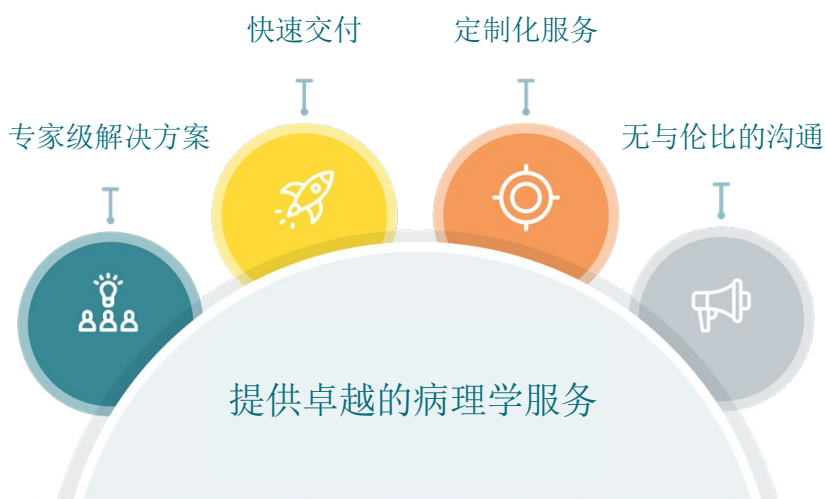 快速交付
定制化服务
专家级解决方案
无与伦比的沟通
提供卓越的病理学服务